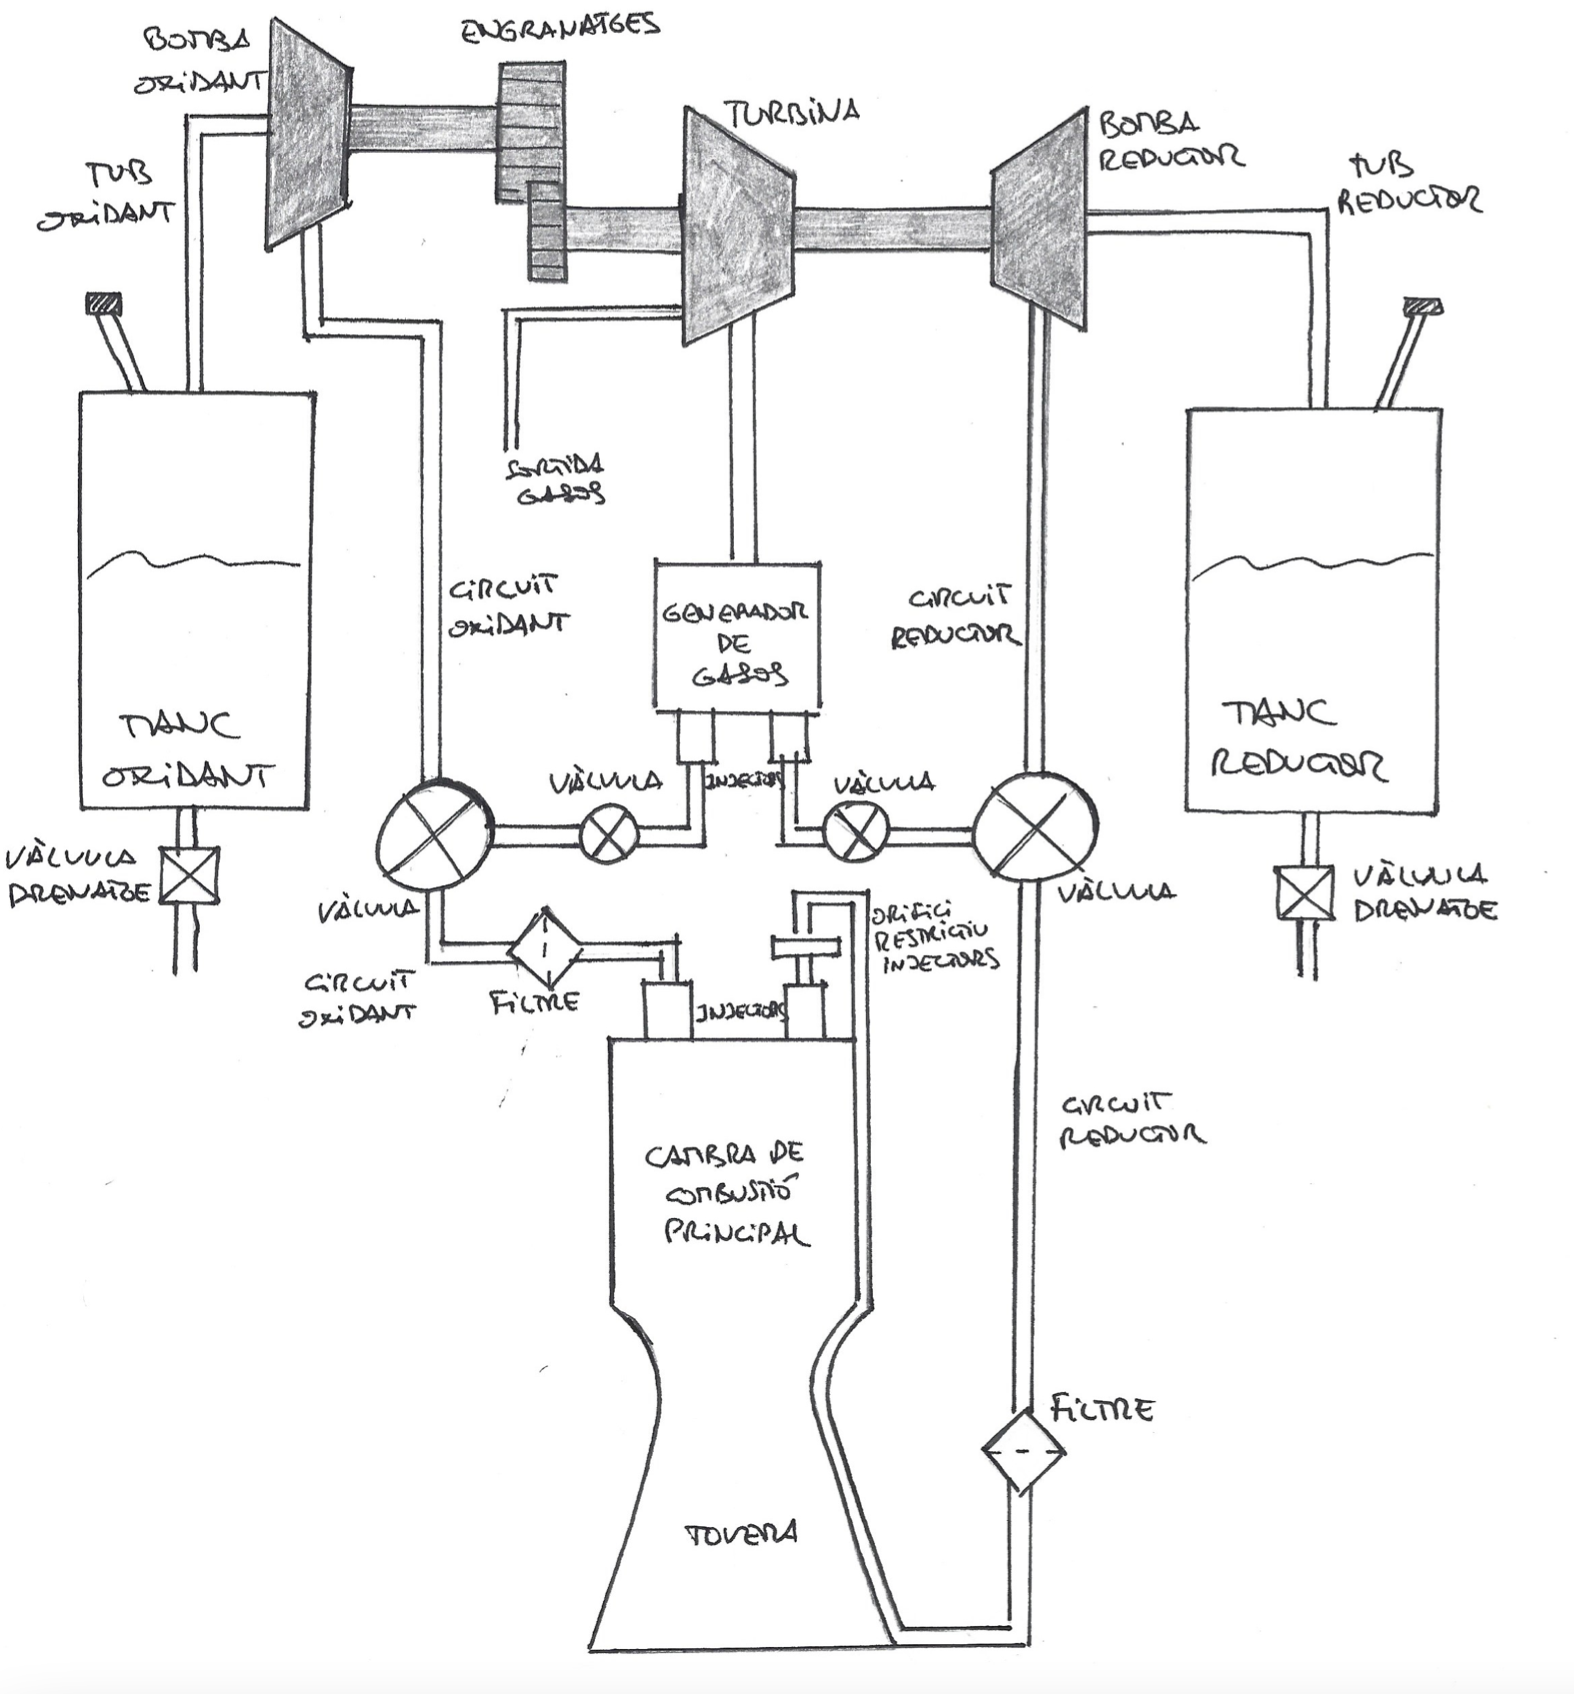 BOMBA
OXiDANT
ENGRANATGES
TURBiNA
BOMBA
REDUCTOR
TUB
OXiDANT
TUB
REDUCTOR
SORTiDA
GASOS
CiRCUiT
OXiDANT
GENERADOR
DE
GASOS
CiRCUiT
REDUCTOR
TANC
OXiDANT
TANC
REDUCTOR
VÀLVULA
INJECTORS
VÀLVULA
VÀLVULA
DRENATGE
VÀLVULA
VÀLVULA
VÀLVULA
DRENATGE
ORiFiCi
RESTRiCTiU
INJECTORS
CiRCUiT
OXiDANT
FiLTRE
INJECTORS
CAMBRA DE
COMBUSTiÓ
PRiNCiPAL
CiRCUiT
REDUCTOR
FiLTRE
TOVERA